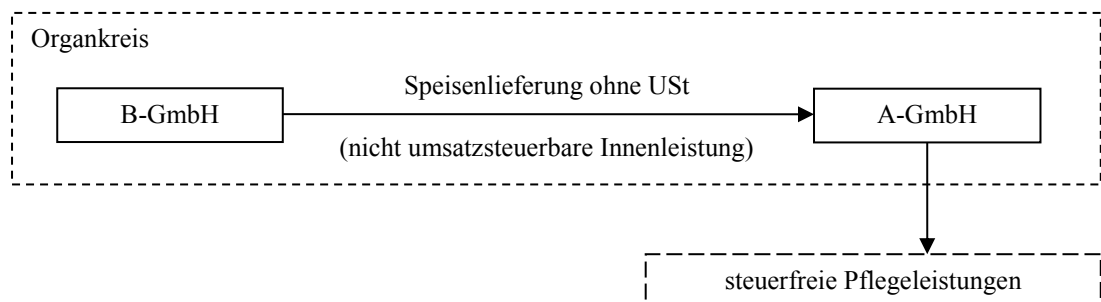 Organkreis
Speisenlieferung ohne USt
B-GmbH
A-GmbH
(nicht umsatzsteuerbare Innenleistung)
steuerfreie Pflegeleistungen